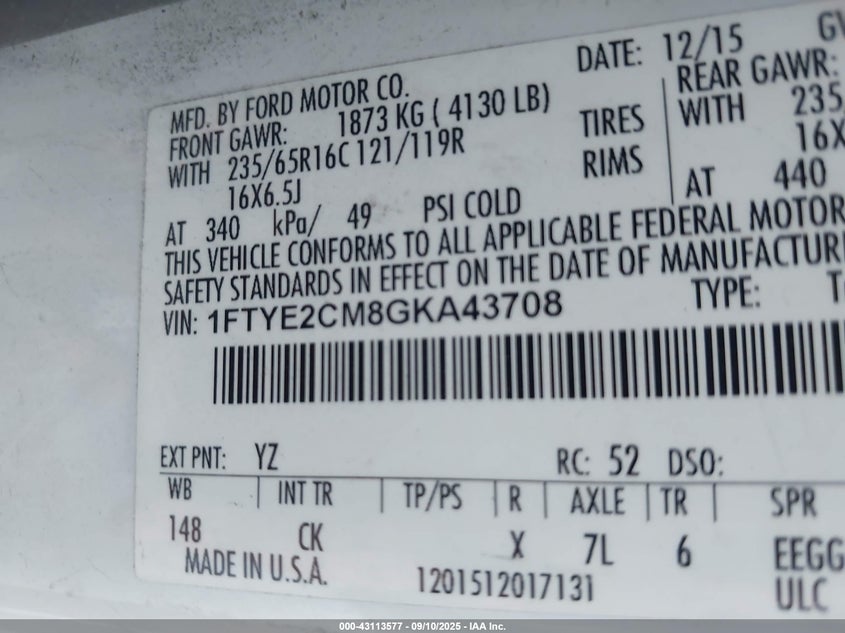 DATE: 12/15 GV
MFD. BY FORD MOTOR CO.
FRONT GAWR: 1873 KG ( 4130 LB)
REAR GAWR:
WITH 235/65R16C 121/119R TIRES WITH 235
16X6.5J RIMS 16X
AT 340 kPa/ 49 PSI COLD AT 440
THIS VEHICLE CONFORMS TO ALL APPLICABLE FEDERAL MOTOR
SAFETY STANDARDS IN EFFECT ON THE DATE OF MANUFACTUR
VIN: 1FTYE2CM8GKA43708 TYPE: T
EXT PNT: YZ RC: 52 DSO:
WB INT TR TP/PS R AXLE TR SPR
148 CK X 7L 6 EEGG
MADE IN U.S.A. 1201512017131 ULC
000-43113577 - 09/10/2025 - IAA Inc.